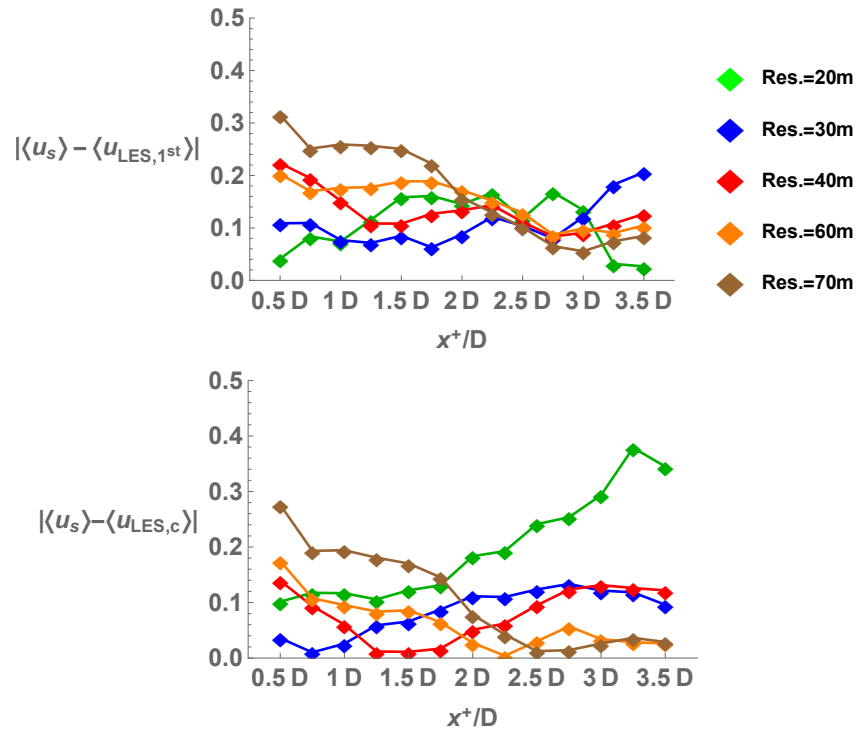 0.5
0.4
0.3
0.2
0.1
0.0
|⟨u_s⟩ − ⟨u_LES,1^st⟩|
0.5 D 1 D 1.5 D 2 D 2.5 D 3 D 3.5 D
x⁺/D
Res.=20m
Res.=30m
Res.=40m
Res.=60m
Res.=70m
0.5
0.4
0.3
0.2
0.1
0.0
|⟨u_s⟩−⟨u_LES,c⟩|
0.5 D 1 D 1.5 D 2 D 2.5 D 3 D 3.5 D
x⁺/D